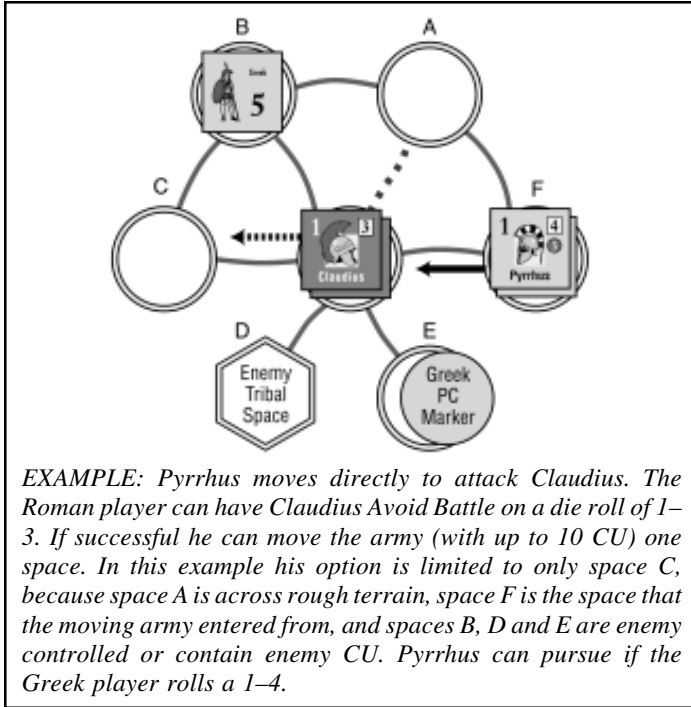 B
A
Greek
5
C
F
1 3
Claudius
1 4
5
Pyrrhus
D
E
Enemy
Tribal
Space
Greek
PC
Marker
EXAMPLE: Pyrrhus moves directly to attack Claudius. The
Roman player can have Claudius Avoid Battle on a die roll of 1–
3. If successful he can move the army (with up to 10 CU) one
space. In this example his option is limited to only space C,
because space A is across rough terrain, space F is the space that
the moving army entered from, and spaces B, D and E are enemy
controlled or contain enemy CU. Pyrrhus can pursue if the
Greek player rolls a 1–4.